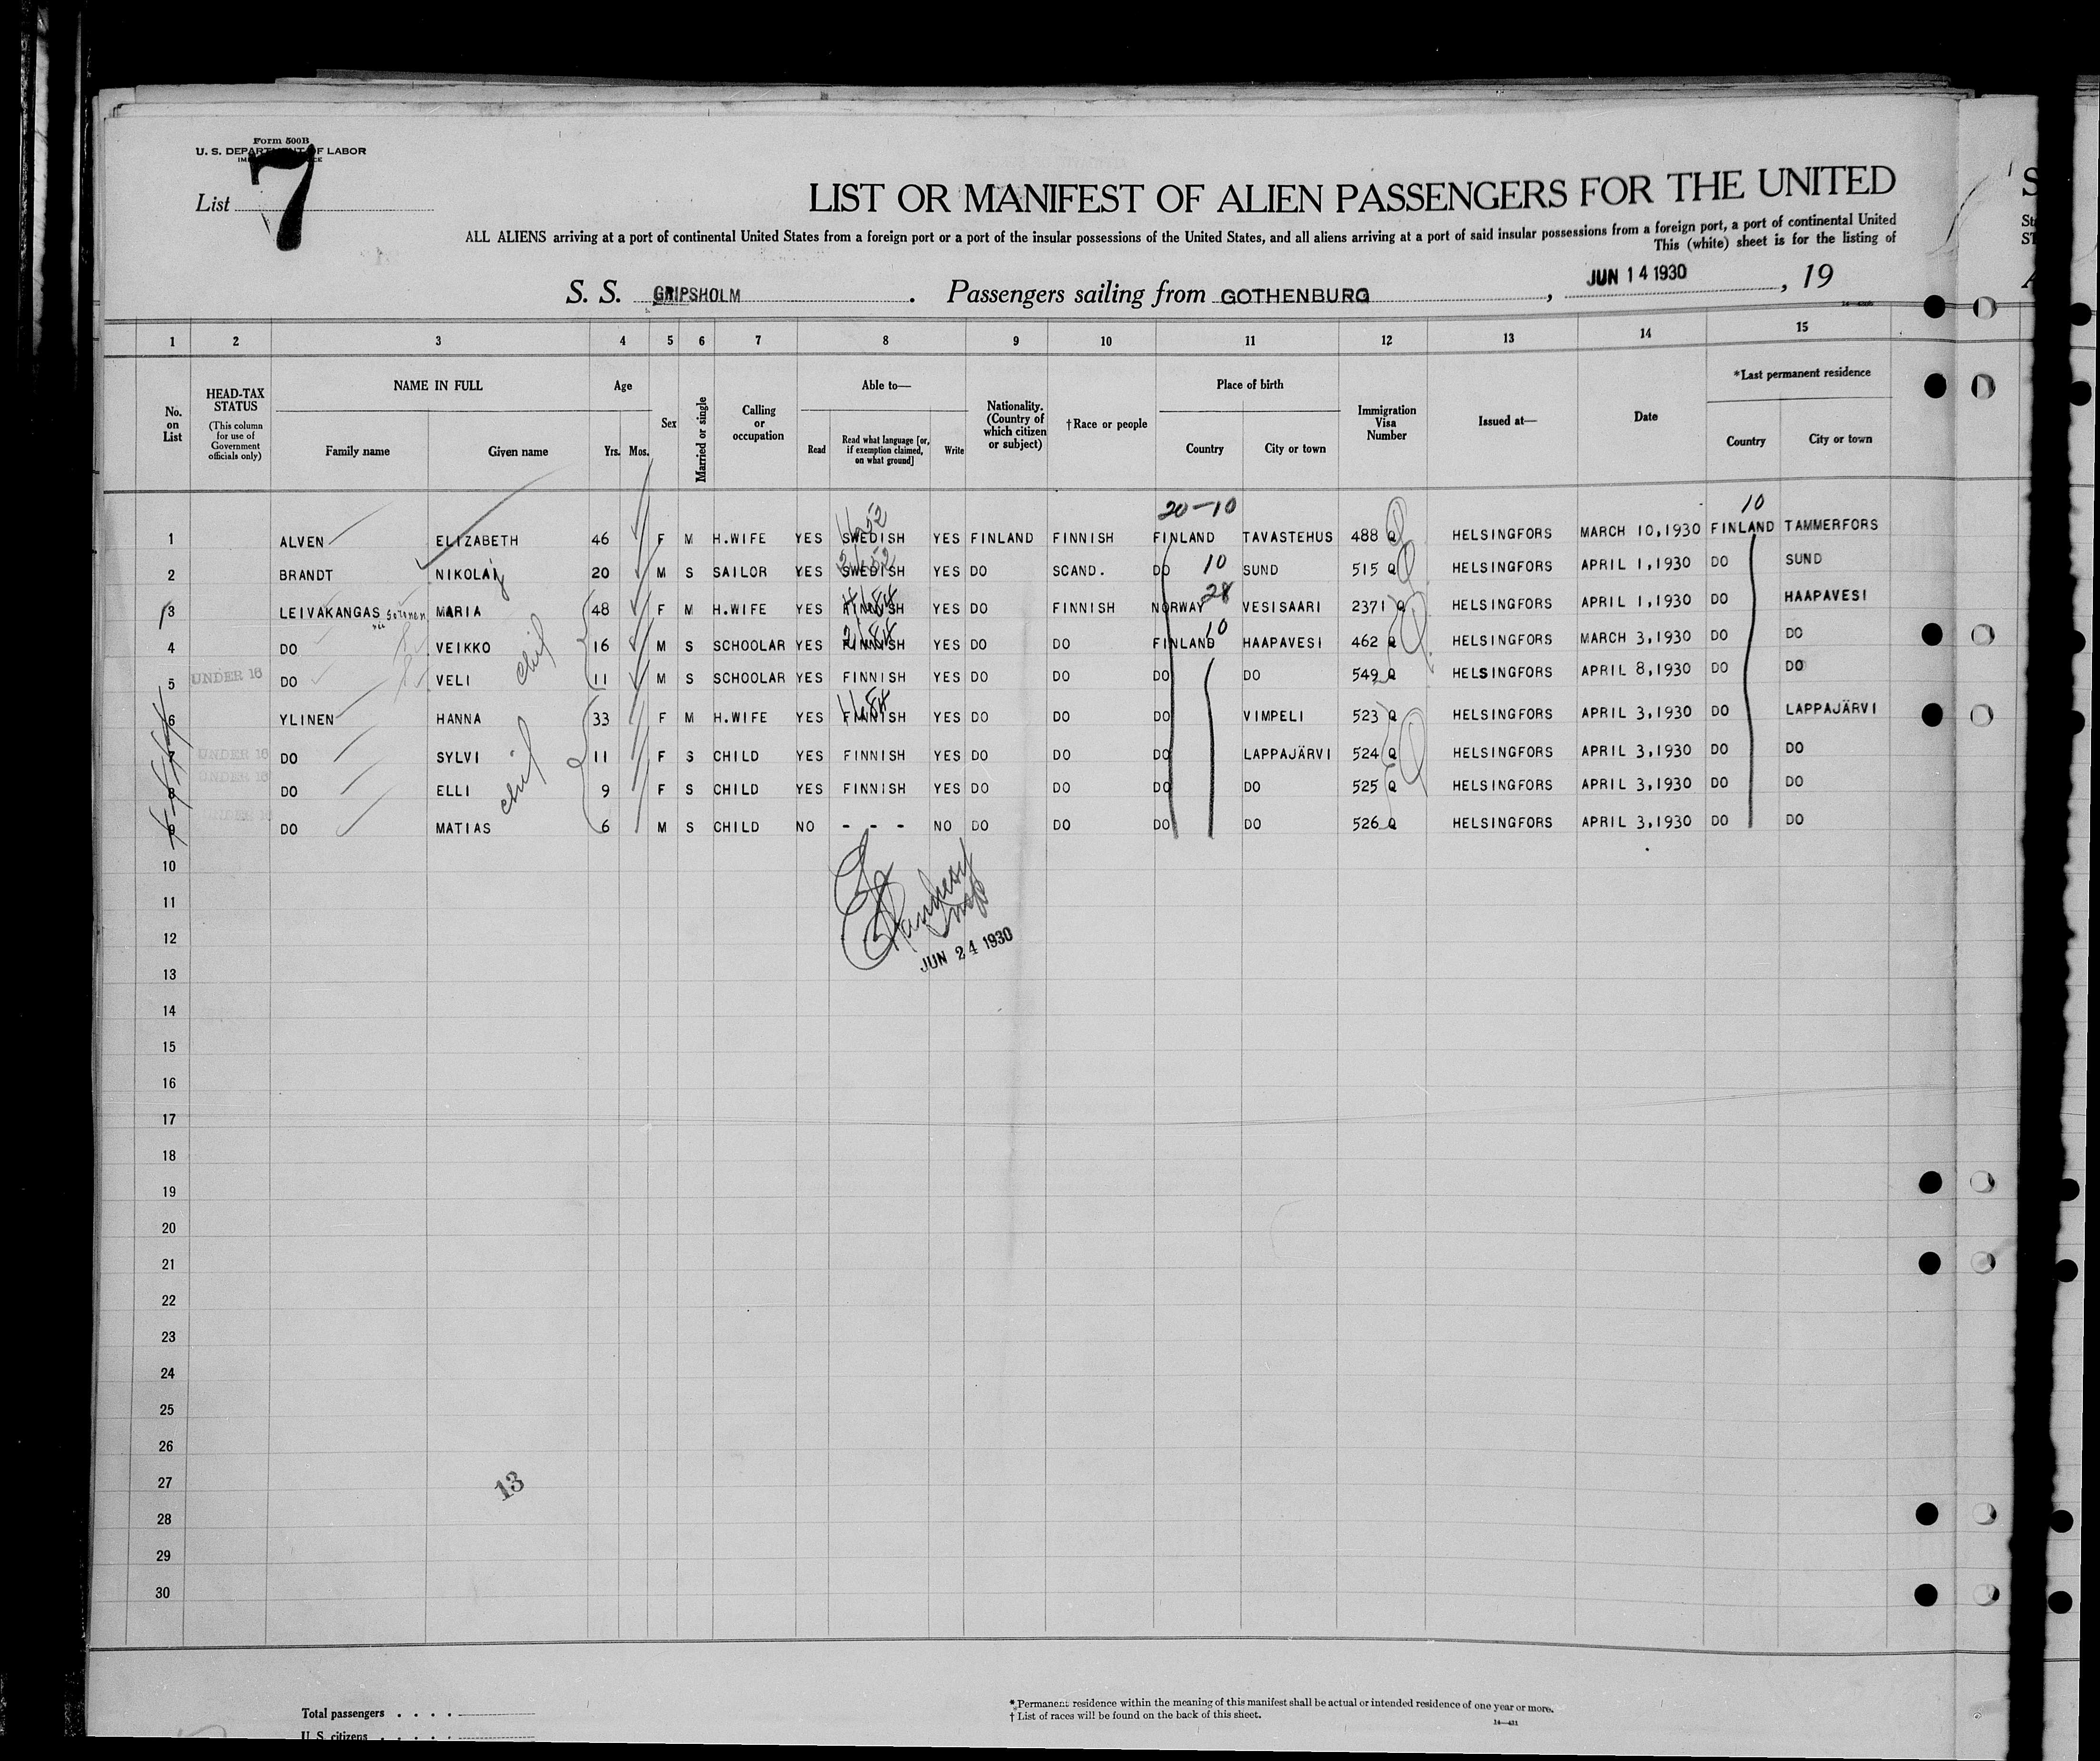 Form 500B
U. S. DEPARTMENT OF LABOR
List 7
LIST OR MANIFEST OF ALIEN PASSENGERS FOR THE UNITED
ALL ALIENS arriving at a port of continental United States from a foreign port or a port of the insular possessions of the United States, and all aliens arriving at a port of said insular possessions from a foreign port, a port of continental United
This (white) sheet is for the listing of
S. S. GRIPSHOLM . Passengers sailing from GOTHENBURG , JUN 14 1930 , 19
1 2 3 4 5 6 7 8 9 10 11 12 13 14 15
No. on List
HEAD-TAX STATUS
(This column for use of Government officials only)
NAME IN FULL
Family name Given name
Age
Yrs. Mos.
Sex
Married or single
Calling or occupation
Able to—
Read
Read what language [or, if exemption claimed, on what ground]
Write
Nationality. (Country of which citizen or subject)
†Race or people
Place of birth
Country City or town
Immigration Visa Number
Issued at—
Date
*Last permanent residence
Country City or town
20-10 10
1 ALVEN ELIZABETH 46 F M H.WIFE YES SWEDISH YES FINLAND FINNISH FINLAND TAVASTEHUS 488 Q HELSINGFORS MARCH 10,1930 FINLAND TAMMERFORS
2 BRANDT NIKOLAJ 20 M S SAILOR YES SWEDISH YES DO SCAND. DO 10 SUND 515 Q HELSINGFORS APRIL 1,1930 DO SUND
3 LEIVAKANGAS MARIA 48 F M H.WIFE YES FINNISH YES DO FINNISH NORWAY 28 VESISAARI 2371 Q HELSINGFORS APRIL 1,1930 DO HAAPAVESI
4 DO VEIKKO 16 M S SCHOOLAR YES FINNISH YES DO DO FINLAND 10 HAAPAVESI 462 Q HELSINGFORS MARCH 3,1930 DO DO
5 UNDER 16 DO VELI 11 M S SCHOOLAR YES FINNISH YES DO DO DO DO 549 Q HELSINGFORS APRIL 8,1930 DO DO
6 YLINEN HANNA 33 F M H.WIFE YES FINNISH YES DO DO DO VIMPELI 523 Q HELSINGFORS APRIL 3,1930 DO LAPPAJÄRVI
7 UNDER 16 DO SYLVI 11 F S CHILD YES FINNISH YES DO DO DO LAPPAJÄRVI 524 Q HELSINGFORS APRIL 3,1930 DO DO
8 UNDER 16 DO ELLI 9 F S CHILD YES FINNISH YES DO DO DO DO 525 Q HELSINGFORS APRIL 3,1930 DO DO
9 UNDER 16 DO MATIAS 6 M S CHILD NO - - - NO DO DO DO DO 526 Q HELSINGFORS APRIL 3,1930 DO DO
10
11
12
JUN 24 1930
13
14
15
16
17
18
19
20
21
22
23
24
25
26
27
13
28
29
30
Total passengers . . . .
U. S. citizens . . . .
* Permanent residence within the meaning of this manifest shall be actual or intended residence of one year or more.
† List of races will be found on the back of this sheet.